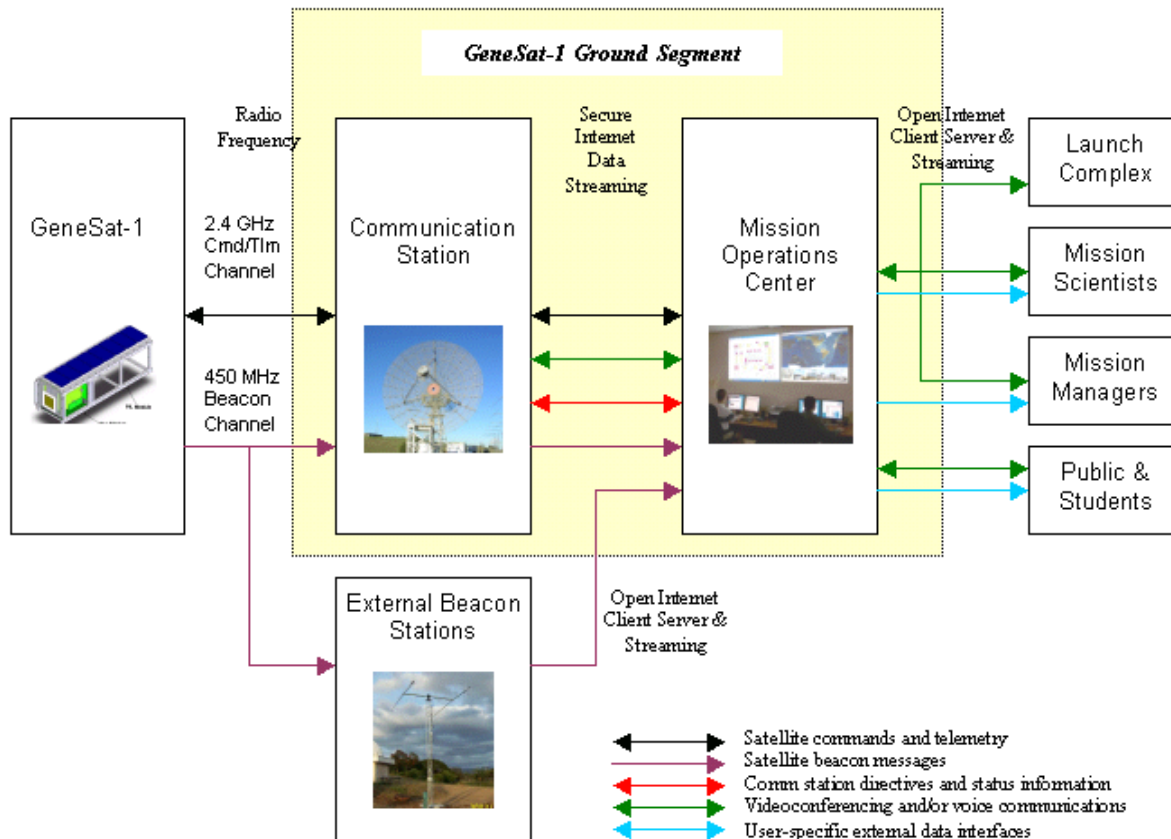 GeneSat-1 Ground Segment
Radio
Frequency
Secure
Internet
Data
Streaming
Open Internet
Client Server &
Streaming
GeneSat-1
2.4 GHz
Cmd/Tlm
Channel
450 MHz
Beacon
Channel
Communication
Station
Mission
Operations
Center
Launch
Complex
Mission
Scientists
Mission
Managers
Public &
Students
External Beacon
Stations
Open Internet
Client Server &
Streaming
Satellite commands and telemetry
Satellite beacon messages
Comm station directives and status information
Videoconferencing and/or voice communications
User-specific external data interfaces